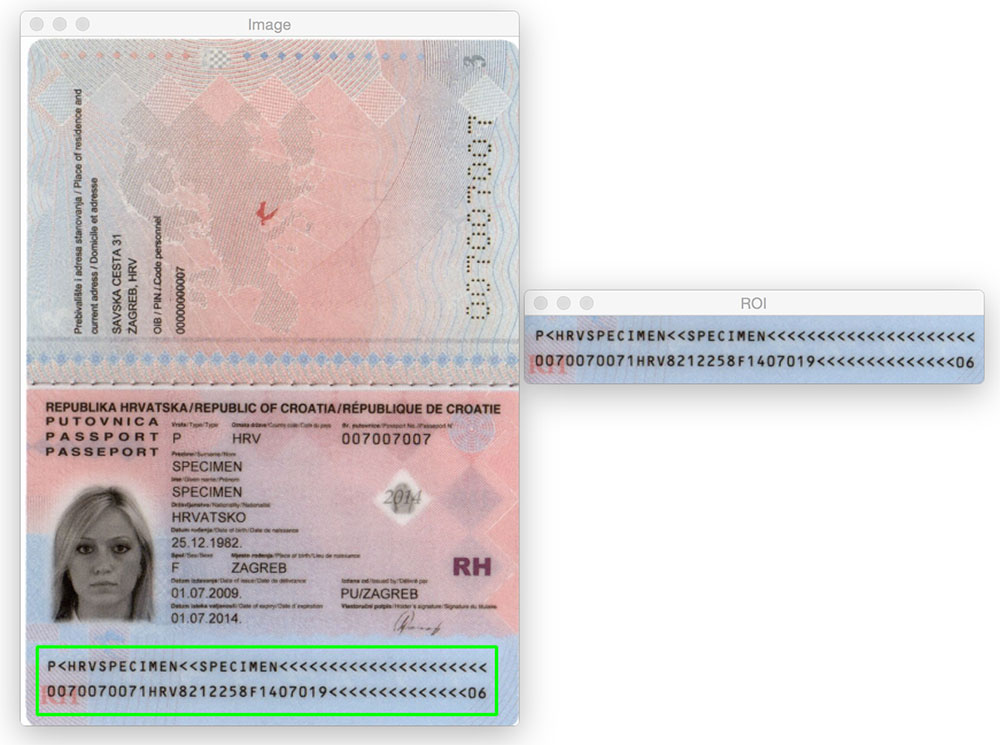 Image
3
Prebivalište i adresa stanovanja / Place of residence and
current adress / Domicile et adresse
SAVSKA CESTA 31
ZAGREB, HRV
OIB / PIN / Code personnel
00000000007
007007007
REPUBLIKA HRVATSKA/REPUBLIC OF CROATIA/RÉPUBLIQUE DE CROATIE
PUTOVNICA
PASSPORT
PASSEPORT
Vrsta/Type/Type Oznaka države/Country code/Code du pays Br. putovnice/Passport No./Passeport N°
P HRV 007007007
Prezime/Surname/Nom
SPECIMEN
Ime/Given name/Prénom
SPECIMEN
Državljanstvo/Nationality/Nationalité
HRVATSKO
Datum rođenja/Date of birth/Date de naissance
25.12.1982.
Spol/Sex/Sexe Mjesto rođenja/Place of birth/Lieu de naissance
F ZAGREB
Datum izdavanja/Date of issue/Date de délivrance Izdana od/Issued by/Délivré par
01.07.2009. PU/ZAGREB
Datum isteka valjanosti/Date of expiry/Date d'expiration Vlastoručni potpis/Holder's signature/Signature du titulaire
01.07.2014.
2014
RH
RH
P<HRVSPECIMEN<<SPECIMEN<<<<<<<<<<<<<<<<<<<<<
0070070071HRV8212258F1407019<<<<<<<<<<<<<<06
ROI
P<HRVSPECIMEN<<SPECIMEN<<<<<<<<<<<<<<<<<<<<<
0070070071HRV8212258F1407019<<<<<<<<<<<<<<06
RH